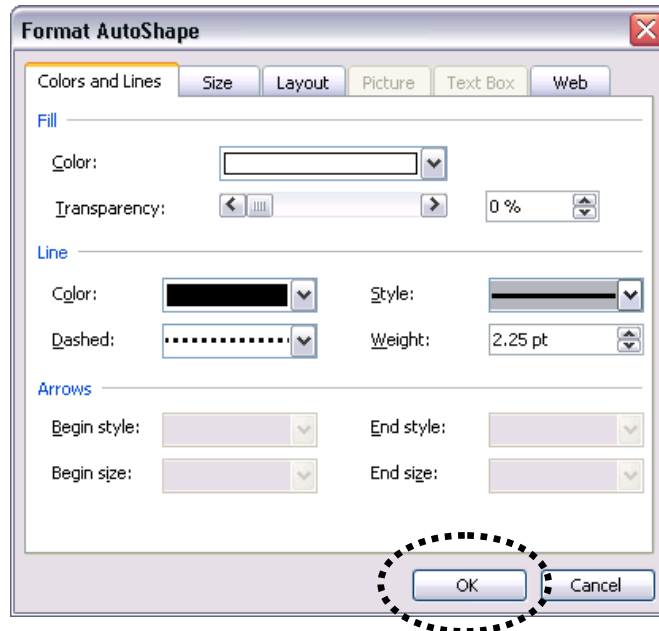 Format AutoShape
Colors and Lines Size Layout Picture Text Box Web
Fill
Color:
Transparency: 0 %
Line
Color: Style:
Dashed: Weight: 2.25 pt
Arrows
Begin style: End style:
Begin size: End size:
OK Cancel